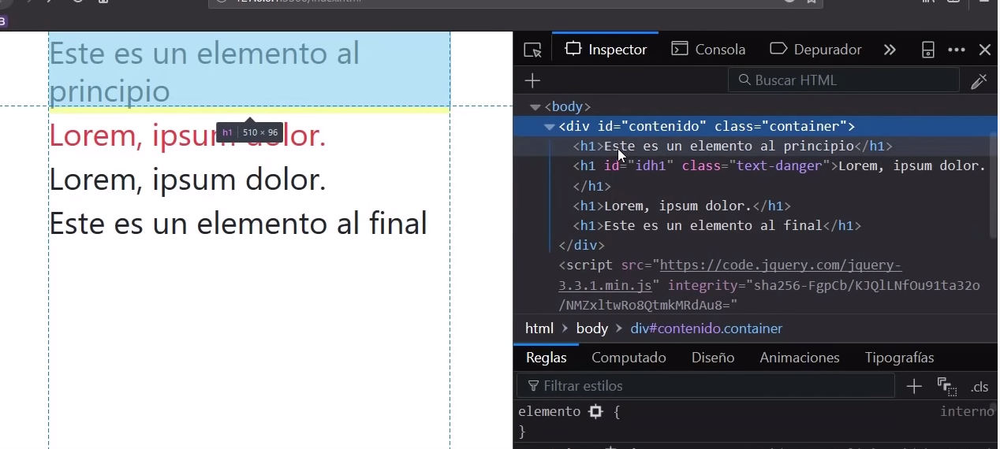 Este es un elemento al
principio
h1 510 × 96
Lorem, ipsum dolor.
Lorem, ipsum dolor.
Este es un elemento al final
Inspector Consola Depurador
Buscar HTML
<body>
<div id="contenido" class="container">
<h1>Este es un elemento al principio</h1>
<h1 id="idh1" class="text-danger">Lorem, ipsum dolor.
</h1>
<h1>Lorem, ipsum dolor.</h1>
<h1>Este es un elemento al final</h1>
</div>
<script src="https://code.jquery.com/jquery-
3.3.1.min.js" integrity="sha256-FgpCb/KJQlLNfOu91ta32o
/NMZxltwRo8QtmkMRdAu8="
html body div#contenido.container
Reglas Computado Diseño Animaciones Tipografías
Filtrar estilos .cls
elemento { interno
}